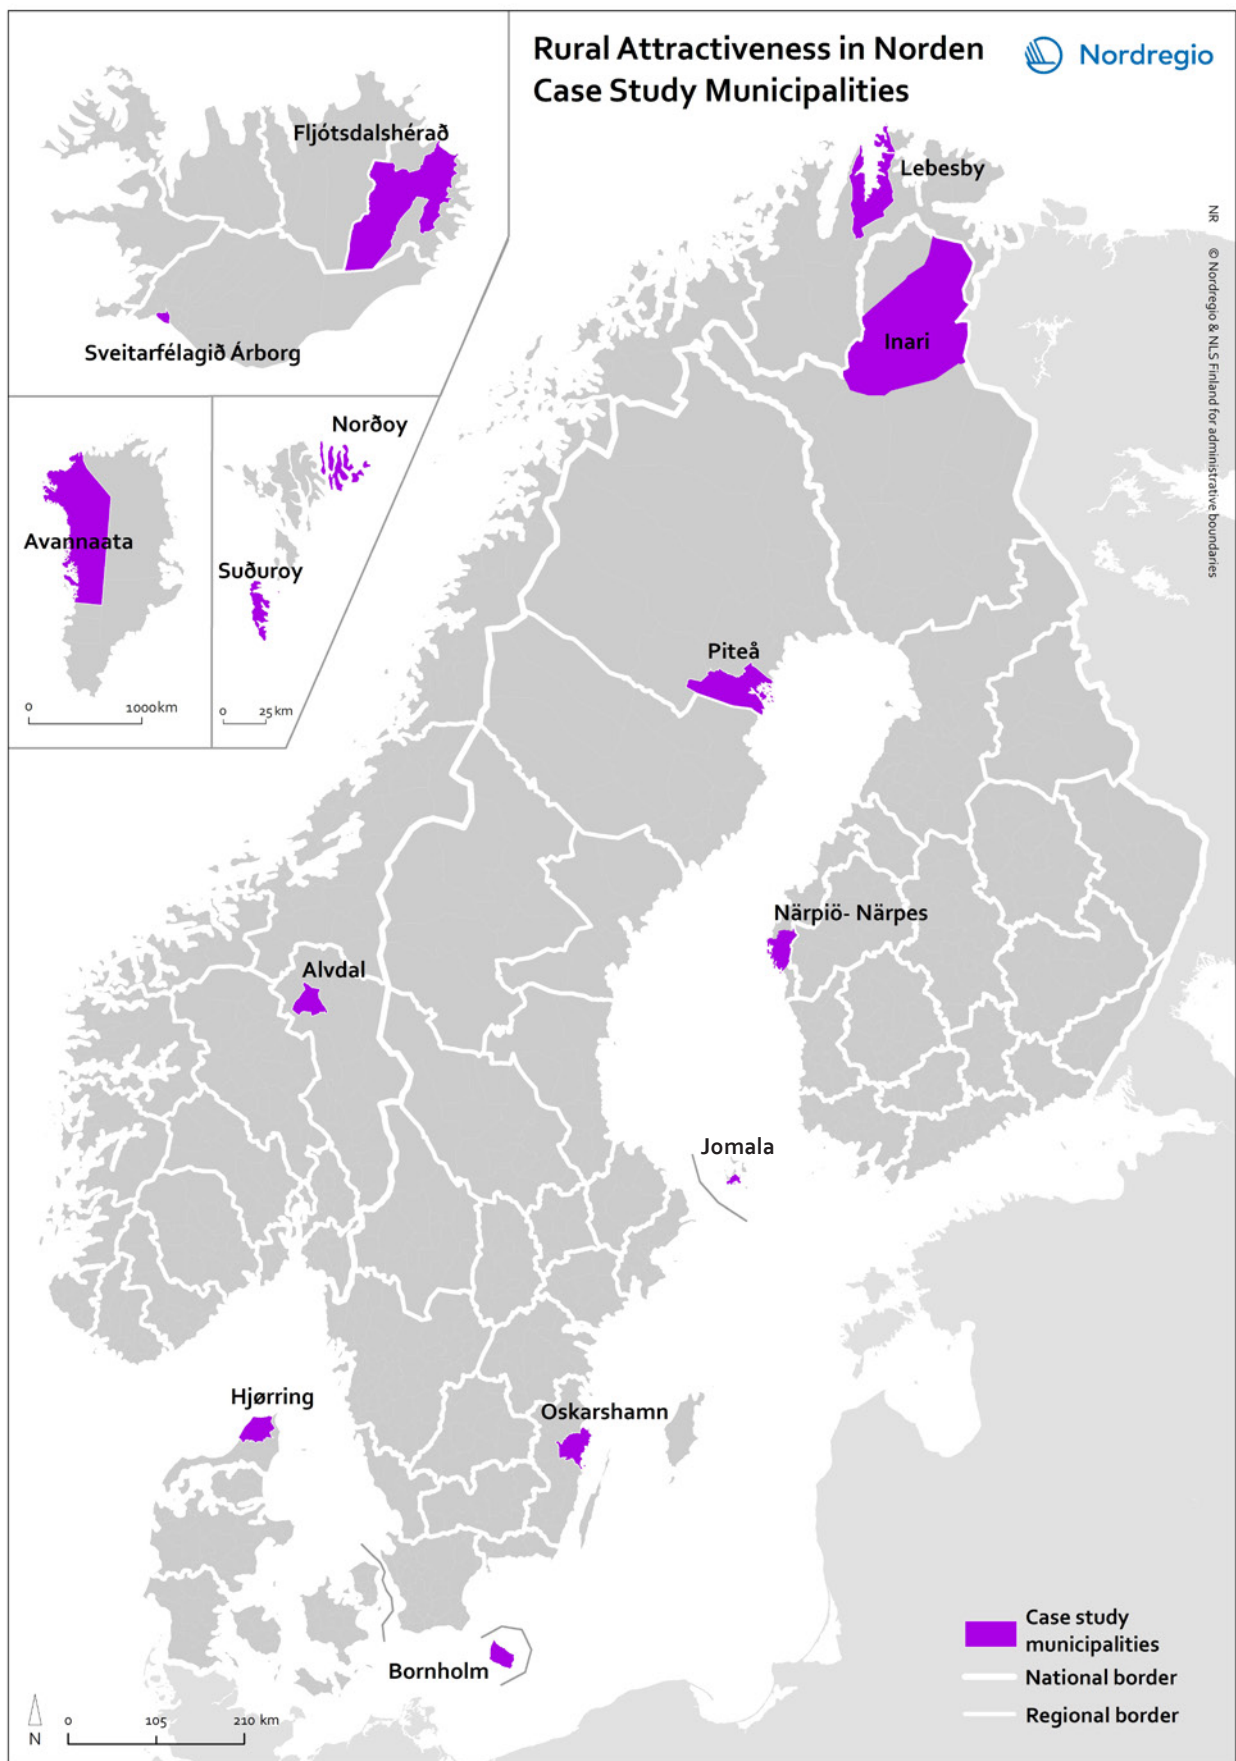 Rural Attractiveness in Norden
Case Study Municipalities
Nordregio
Fljótsdalshérað
Sveitarfélagið Árborg
Lebesby
Inari
NR © Nordregio & NLS Finland for administrative boundaries
Norðoy
Avannaata
Suðuroy
0 1000km
0 25 km
Piteå
Närpiö- Närpes
Alvdal
Jomala
Hjørring
Oskarshamn
Bornholm
Case study
municipalities
National border
Regional border
N
0 105 210 km